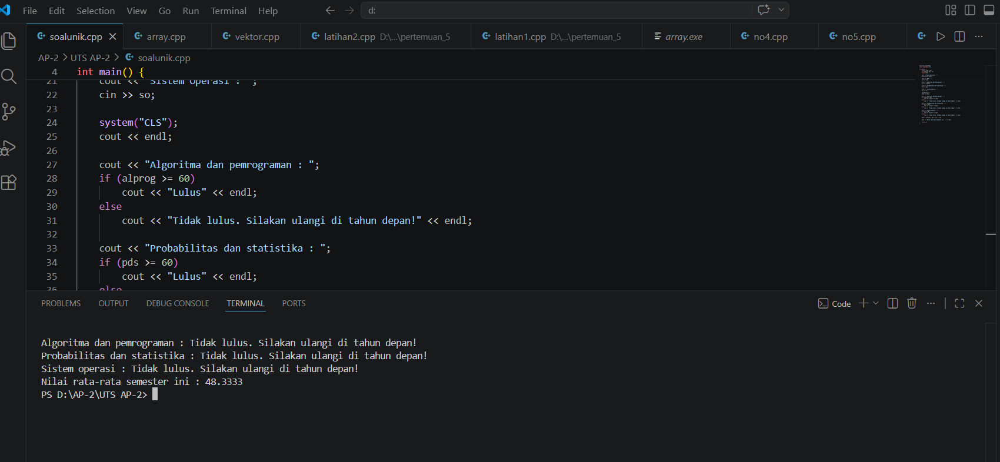 File Edit Selection View Go Run Terminal Help
d:
soalunik.cpp array.cpp vektor.cpp latihan2.cpp D:\...\pertemuan_5 latihan1.cpp D:\...\pertemuan_5 array.exe no4.cpp no5.cpp
AP-2 > UTS AP-2 > soalunik.cpp
4 int main() {
21 cout << "Sistem operasi : ";
22 cin >> so;
23
24 system("CLS");
25 cout << endl;
26
27 cout << "Algoritma dan pemrograman : ";
28 if (alprog >= 60)
29 cout << "Lulus" << endl;
30 else
31 cout << "Tidak lulus. Silakan ulangi di tahun depan!" << endl;
32
33 cout << "Probabilitas dan statistika : ";
34 if (pds >= 60)
35 cout << "Lulus" << endl;
36 else
PROBLEMS OUTPUT DEBUG CONSOLE TERMINAL PORTS
Code
Algoritma dan pemrograman : Tidak lulus. Silakan ulangi di tahun depan!
Probabilitas dan statistika : Tidak lulus. Silakan ulangi di tahun depan!
Sistem operasi : Tidak lulus. Silakan ulangi di tahun depan!
Nilai rata-rata semester ini : 48.3333
PS D:\AP-2\UTS AP-2>